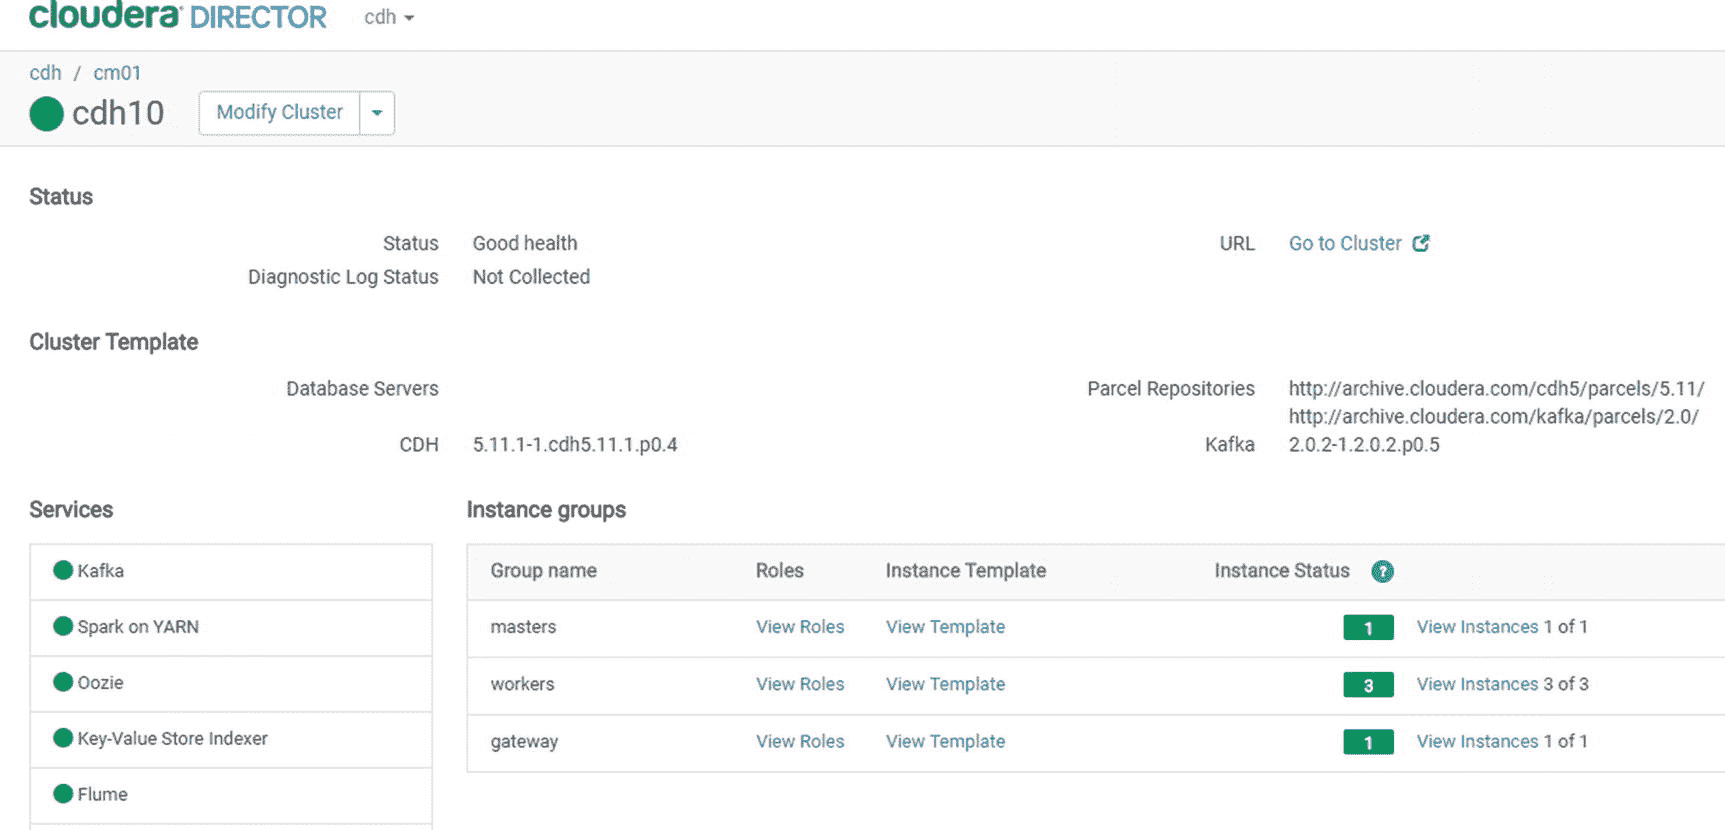 cloudera DIRECTOR cdh
cdh / cm01
cdh10 Modify Cluster
Status
Status Good health URL Go to Cluster
Diagnostic Log Status Not Collected
Cluster Template
Database Servers Parcel Repositories http://archive.cloudera.com/cdh5/parcels/5.11/
http://archive.cloudera.com/kafka/parcels/2.0/
CDH 5.11.1-1.cdh5.11.1.p0.4 Kafka 2.0.2-1.2.0.2.p0.5
Services
Kafka
Spark on YARN
Oozie
Key-Value Store Indexer
Flume
Instance groups
Group name Roles Instance Template Instance Status ?
masters View Roles View Template 1 View Instances 1 of 1
workers View Roles View Template 3 View Instances 3 of 3
gateway View Roles View Template 1 View Instances 1 of 1